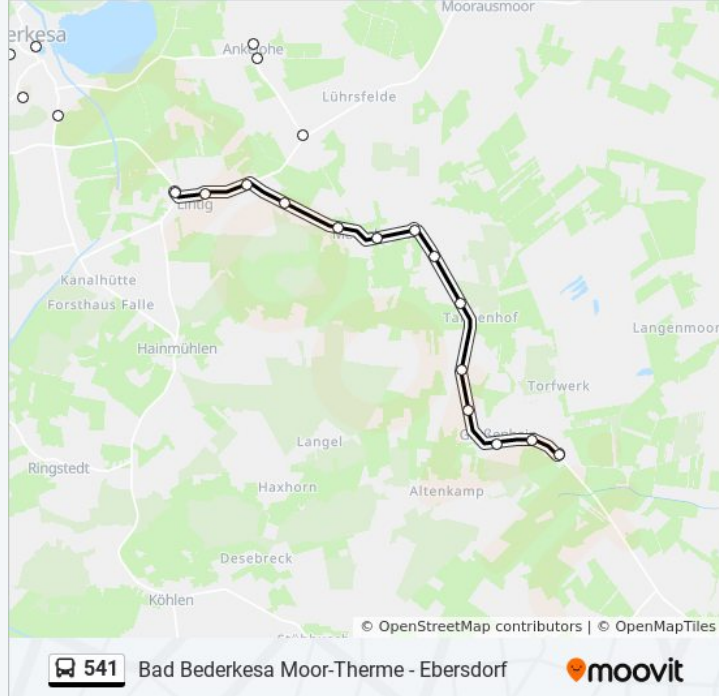 Moorausmoor
erkesa
Ankelohe
Lührsfelde
Lintig
Kanalhütte
Forsthaus Falle
Langenmoor
Hainmühlen
Torfwerk
Langel
Ringstedt
Haxhorn
Altenkamp
Desebreck
Köhlen
© OpenStreetMap contributors | © OpenMapTiles
541 Bad Bederkesa Moor-Therme - Ebersdorf
moovit